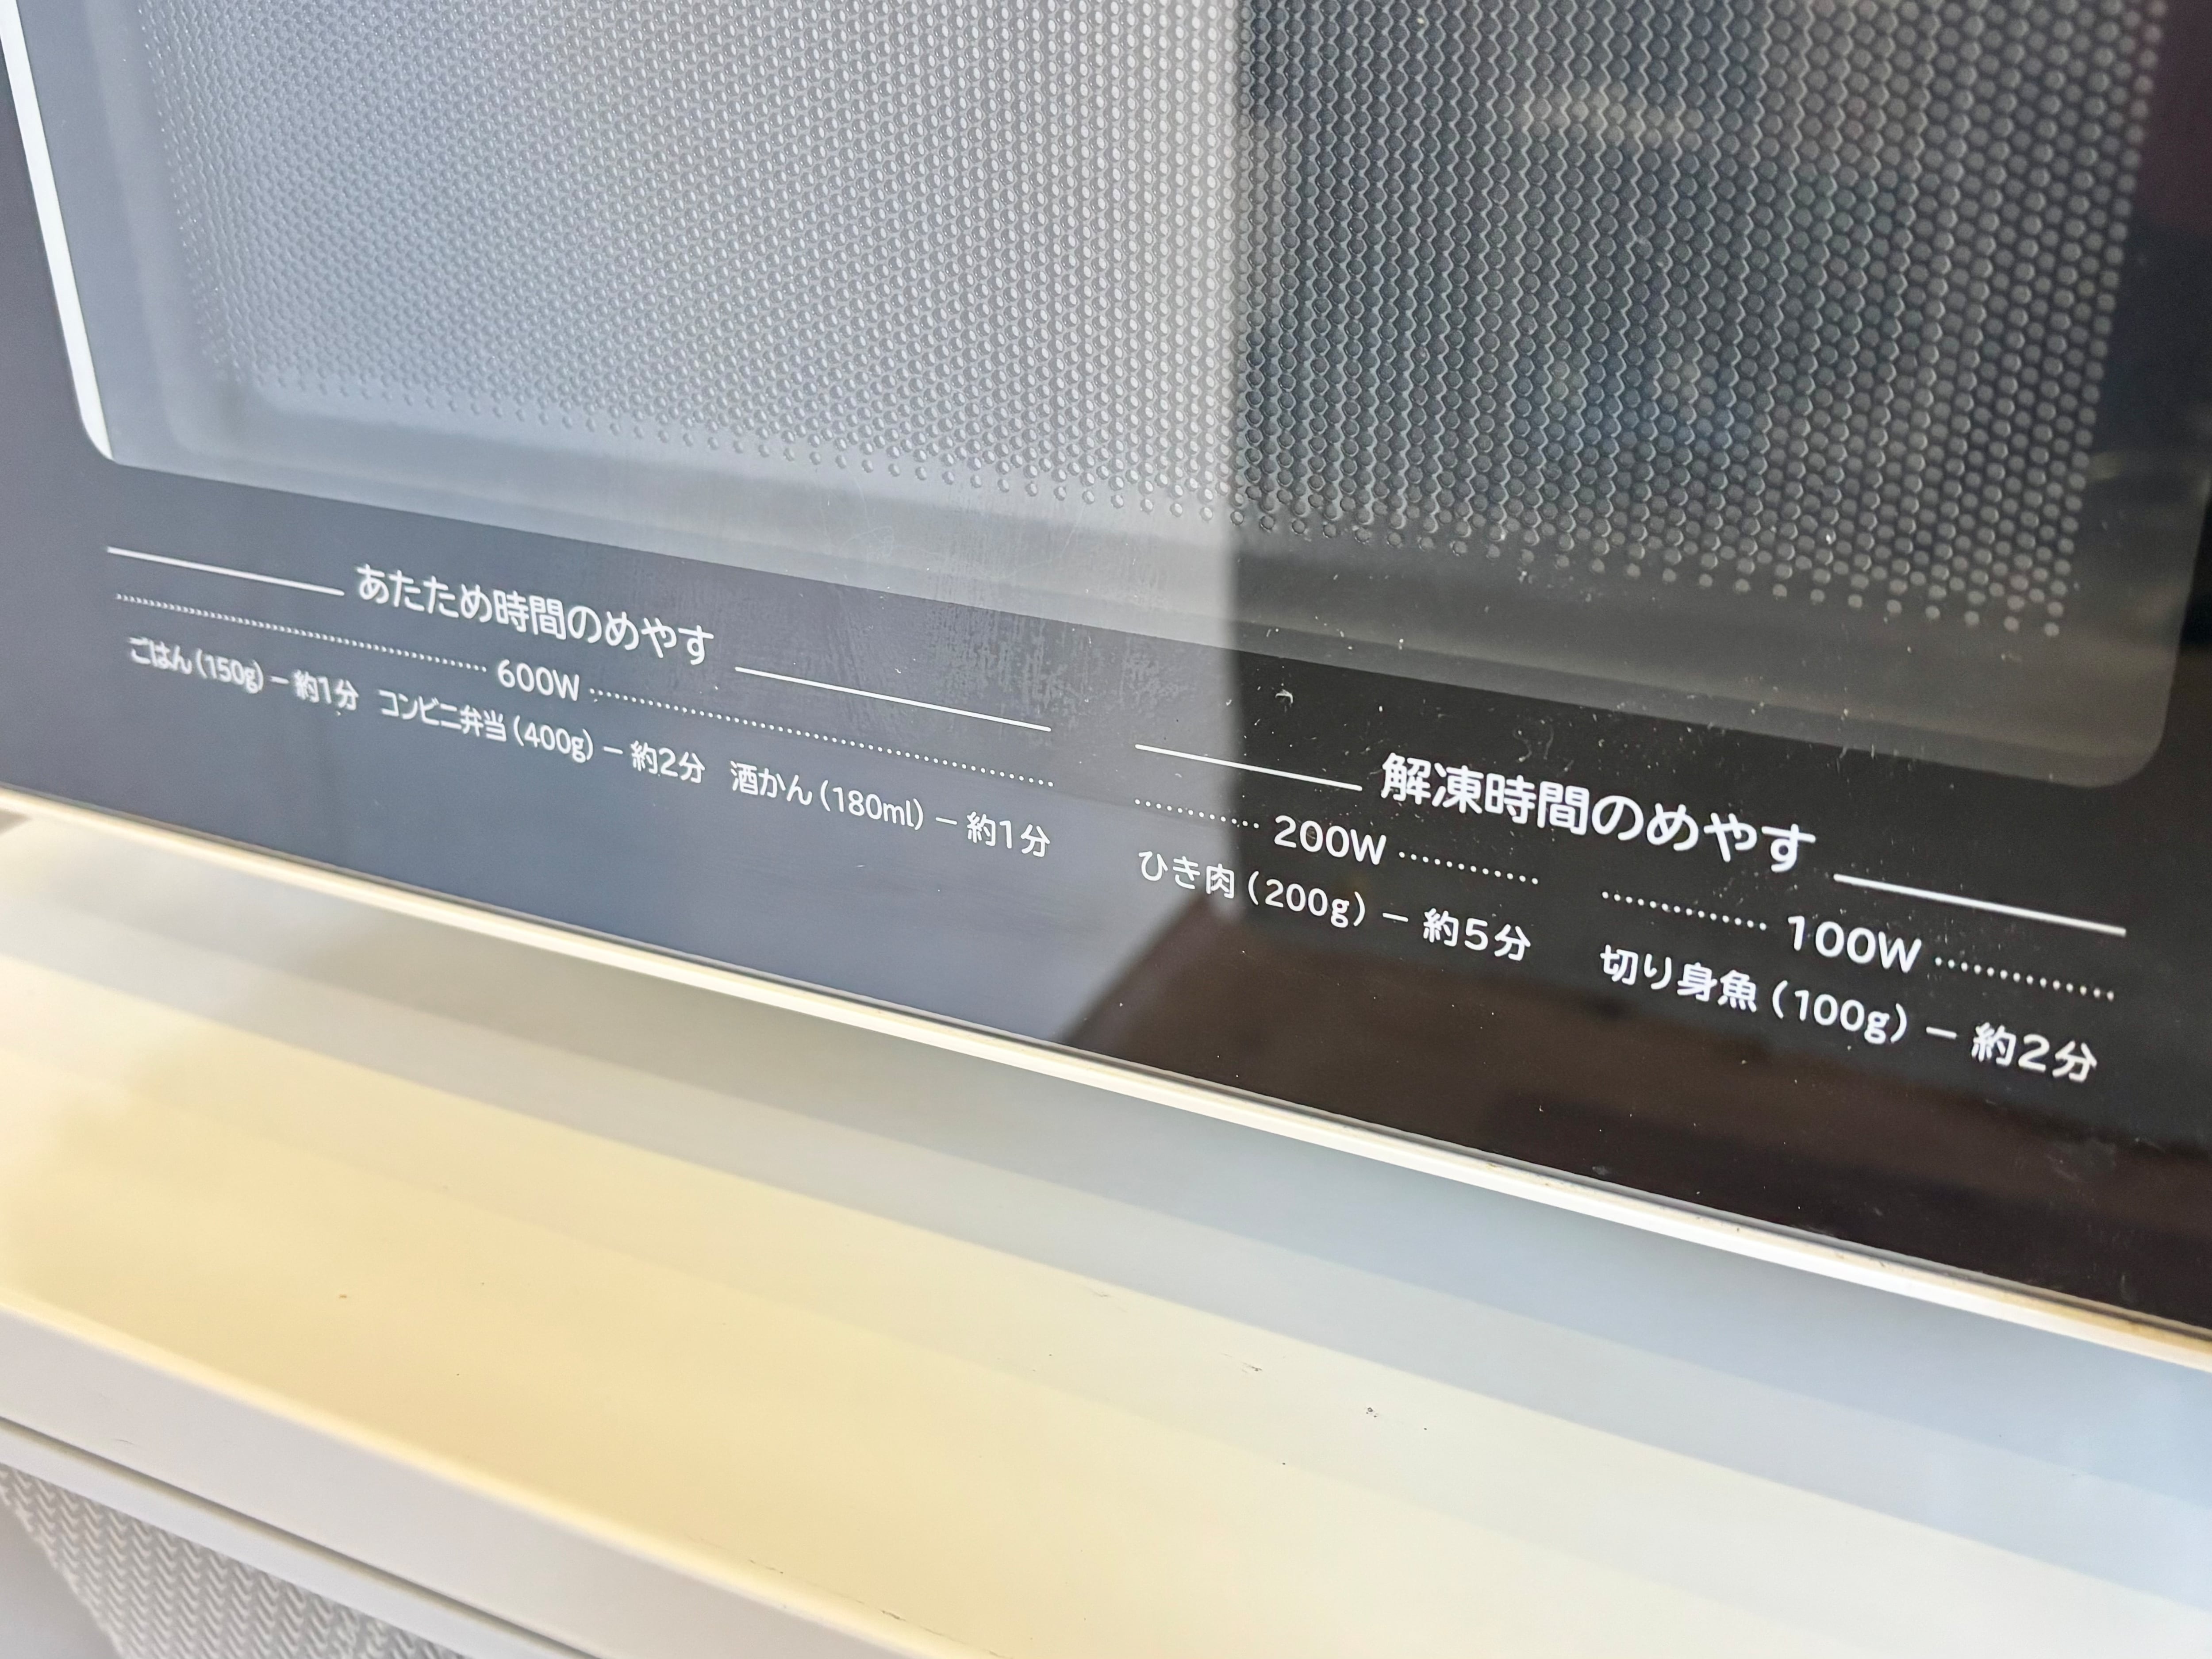 あたため時間のめやす
600W
ごはん(150g) − 約1分 コンビニ弁当(400g) − 約2分 酒かん(180ml) − 約1分
解凍時間のめやす
200W
ひき肉(200g) − 約5分
100W
切り身魚(100g) − 約2分